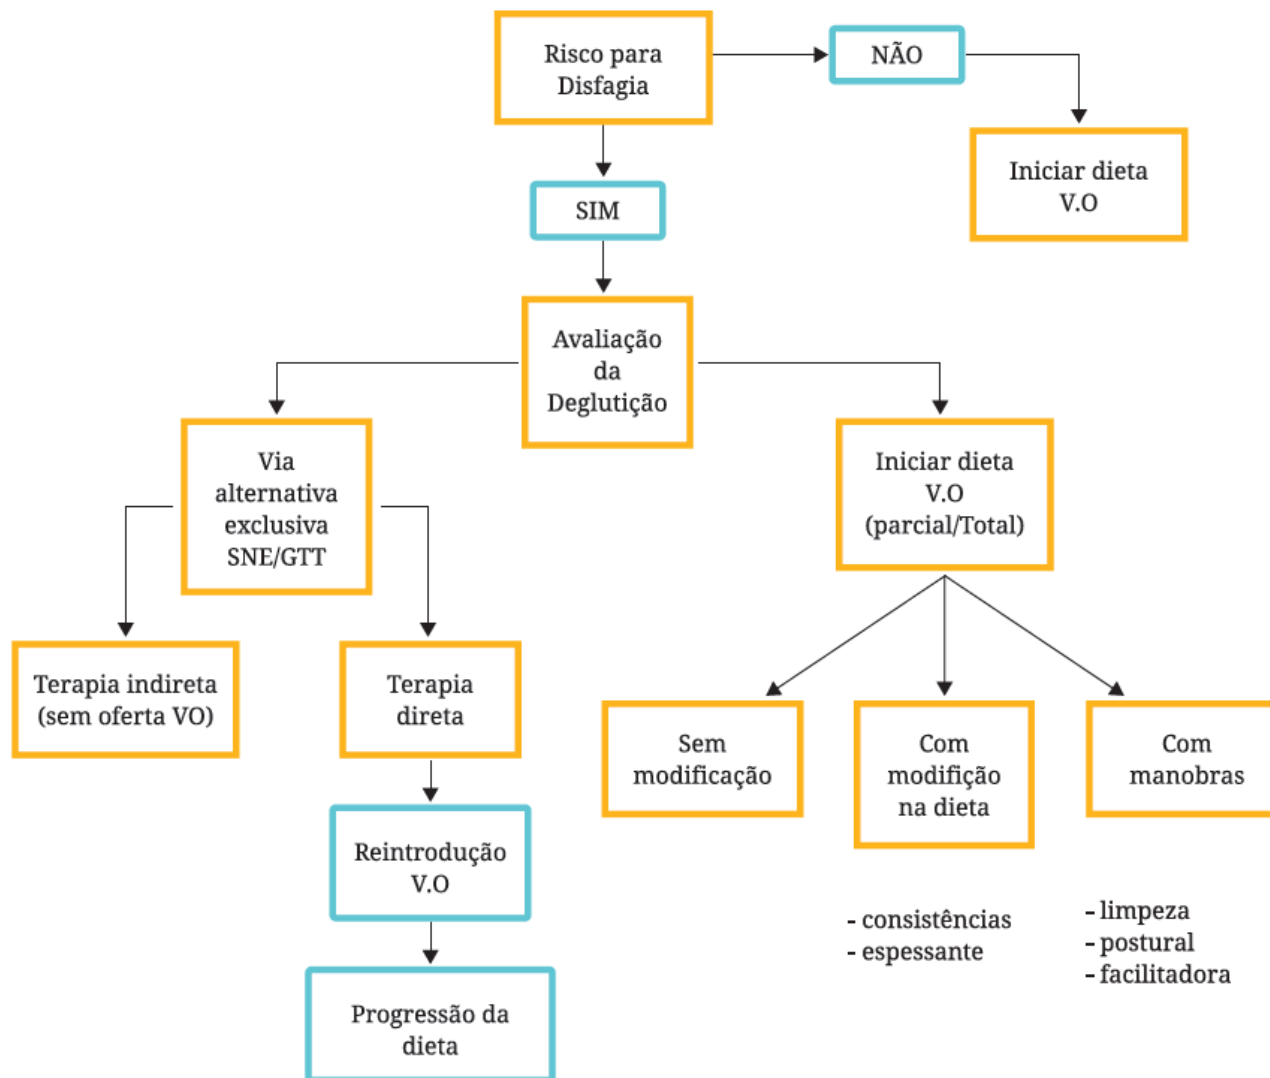 Risco para
Disfagia
NÃO
Iniciar dieta
V.O
SIM
Avaliação
da
Deglutição
Via
alternativa
exclusiva
SNE/GTT
Iniciar dieta
V.O
(parcial/Total)
Terapia indireta
(sem oferta VO)
Terapia
direta
Sem
modificação
Com
modifição
na dieta
Com
manobras
Reintrodução
V.O
- consistências
- espessante
- limpeza
- postural
- facilitadora
Progressão da
dieta